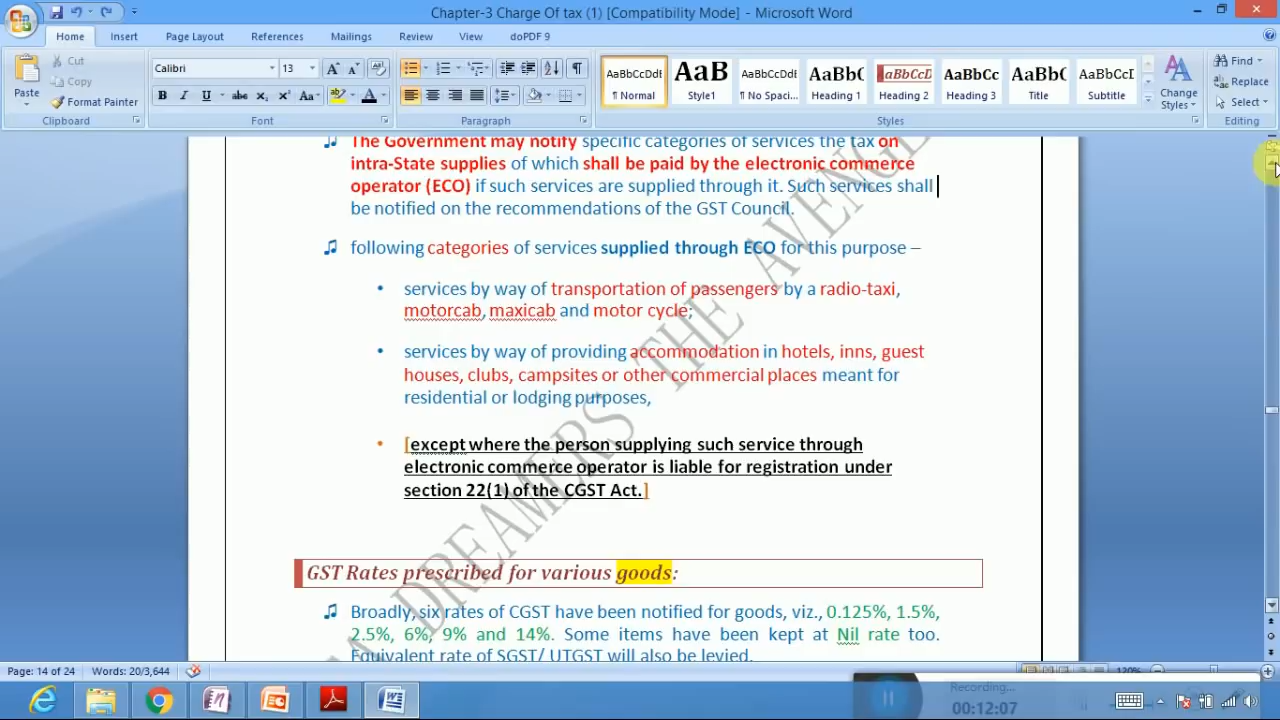 Chapter-3 Charge Of tax (1) [Compatibility Mode] - Microsoft Word
Home Insert Page Layout References Mailings Review View doPDF 9
Paste Cut Copy Format Painter
Calibri 13
AaBbCcDdE AaB AaBbCcD AaBbC aBbCcD AaBbCc AaBbC AaBbCcI
¶ Normal Style1 ¶ No Spaci... Heading 1 Heading 2 Heading 3 Title Subtitle
Change Styles
Find Replace Select
Clipboard Font Paragraph Styles Editing
The Government may notify specific categories of services the tax on
intra-State supplies of which shall be paid by the electronic commerce
operator (ECO) if such services are supplied through it. Such services shall
be notified on the recommendations of the GST Council.
following categories of services supplied through ECO for this purpose –
• services by way of transportation of passengers by a radio-taxi,
motorcab, maxicab and motor cycle;
• services by way of providing accommodation in hotels, inns, guest
houses, clubs, campsites or other commercial places meant for
residential or lodging purposes,
• [except where the person supplying such service through
electronic commerce operator is liable for registration under
section 22(1) of the CGST Act.]
GST Rates prescribed for various goods:
Broadly, six rates of CGST have been notified for goods, viz., 0.125%, 1.5%,
2.5%, 6%, 9% and 14%. Some items have been kept at Nil rate too.
Equivalent rate of SGST/ UTGST will also be levied.
DREAMERS THE AVENG
Page: 14 of 24 Words: 20/3,644 120%
Recording...
00:12:07